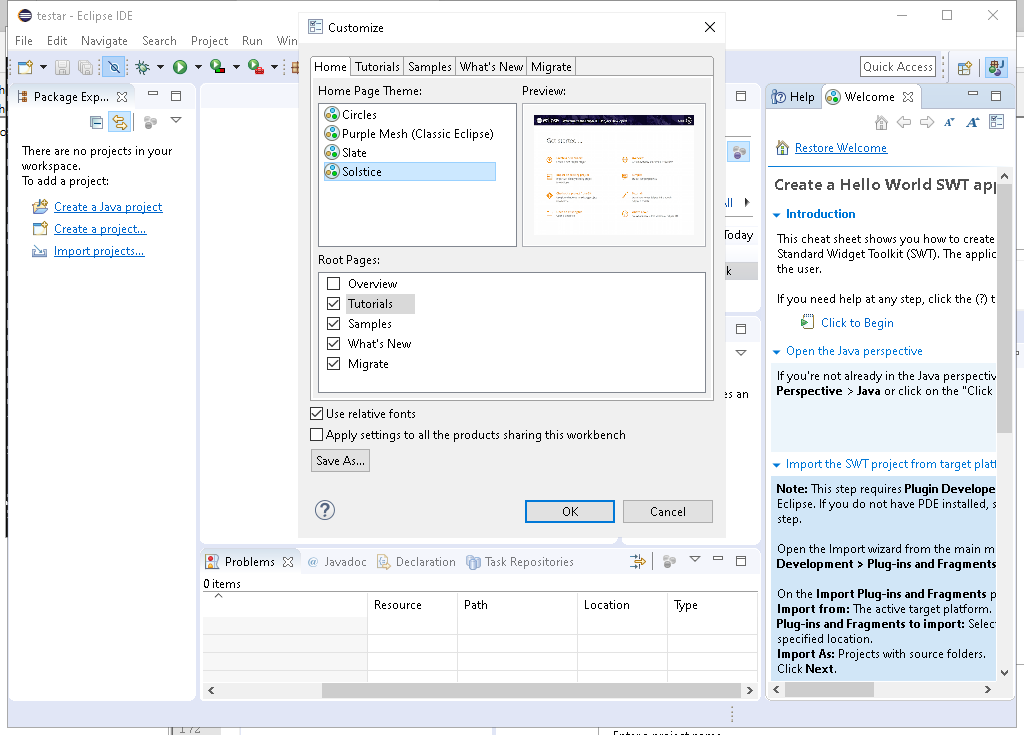 testar - Eclipse IDE
File Edit Navigate Search Project Run Win
Quick Access
Package Exp...
There are no projects in your
workspace.
To add a project:
Create a Java project
Create a project...
Import projects...
Customize
Home Tutorials Samples What's New Migrate
Home Page Theme:
Preview:
Circles
Purple Mesh (Classic Eclipse)
Slate
Solstice
Root Pages:
Overview
Tutorials
Samples
What's New
Migrate
Use relative fonts
Apply settings to all the products sharing this workbench
Save As...
OK Cancel
Today
es an
Problems @ Javadoc Declaration Task Repositories
0 items
Resource Path Location Type
Help Welcome
Restore Welcome
Create a Hello World SWT app
Introduction
This cheat sheet shows you how to create
Standard Widget Toolkit (SWT). The applic
the user.
If you need help at any step, click the (?) t
Click to Begin
Open the Java perspective
If you're not already in the Java perspectiv
Perspective > Java or click on the "Click
Import the SWT project from target platf
Note: This step requires Plugin Develope
Eclipse. If you do not have PDE installed, s
step.
Open the Import wizard from the main m
Development > Plug-ins and Fragments
On the Import Plug-ins and Fragments p
Import from: The active target platform.
Plug-ins and Fragments to import: Selec
specified location.
Import As: Projects with source folders.
Click Next.